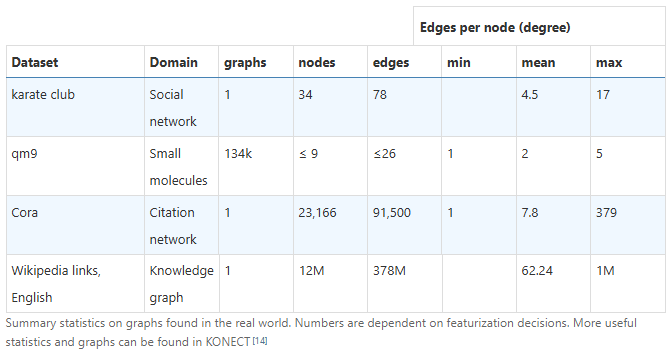 Edges per node (degree)
Dataset Domain graphs nodes edges min mean max
karate club Social network 1 34 78 4.5 17
qm9 Small molecules 134k ≤ 9 ≤26 1 2 5
Cora Citation network 1 23,166 91,500 1 7.8 379
Wikipedia links, English Knowledge graph 1 12M 378M 62.24 1M
Summary statistics on graphs found in the real world. Numbers are dependent on featurization decisions. More useful
statistics and graphs can be found in KONECT [14]